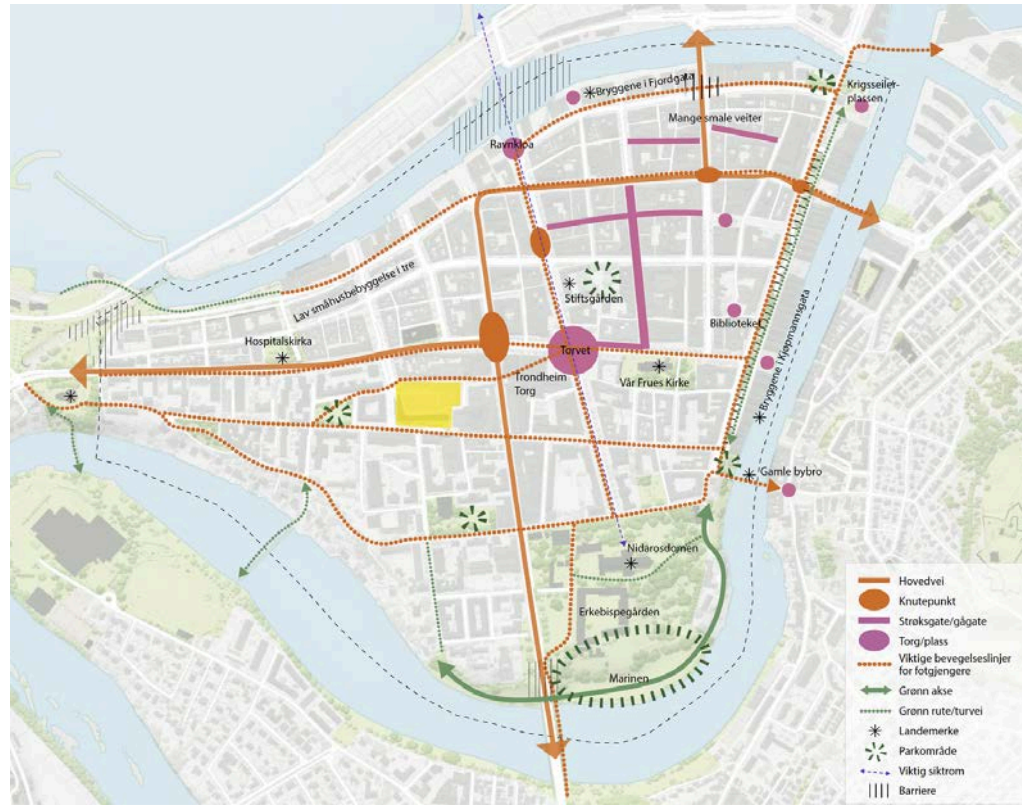 Bryggene i Fjordgata
Krigsseiler-
plassen
Mange smale veiter
Ravnkloa
Lav småhusbebyggelse i tre
Stiftsgården
Hospitalskirka
Biblioteket
Torvet
Trondheim
Torg
Vår Frues Kirke
Bryggene i Kjøpmannsgata
Gamle bybro
Nidarosdomen
Erkebispegården
Marinen
Hovedvei
Knutepunkt
Strøksgate/gågate
Torg/plass
Viktige bevegelseslinjer
for fotgjengere
Grønn akse
Grønn rute/turvei
Landemerke
Parkområde
Viktig siktrom
Barriere